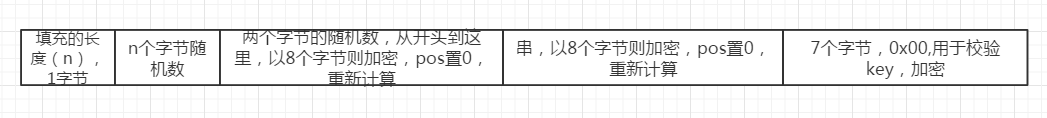 填充的长
度（n），
1字节
n个字节随
机数
两个字节的随机数，从开头到这
里，以8个字节则加密，pos置0，
重新计算
串，以8个字节则加密，pos置0，
重新计算
7个字节，0x00,用于校验
key，加密